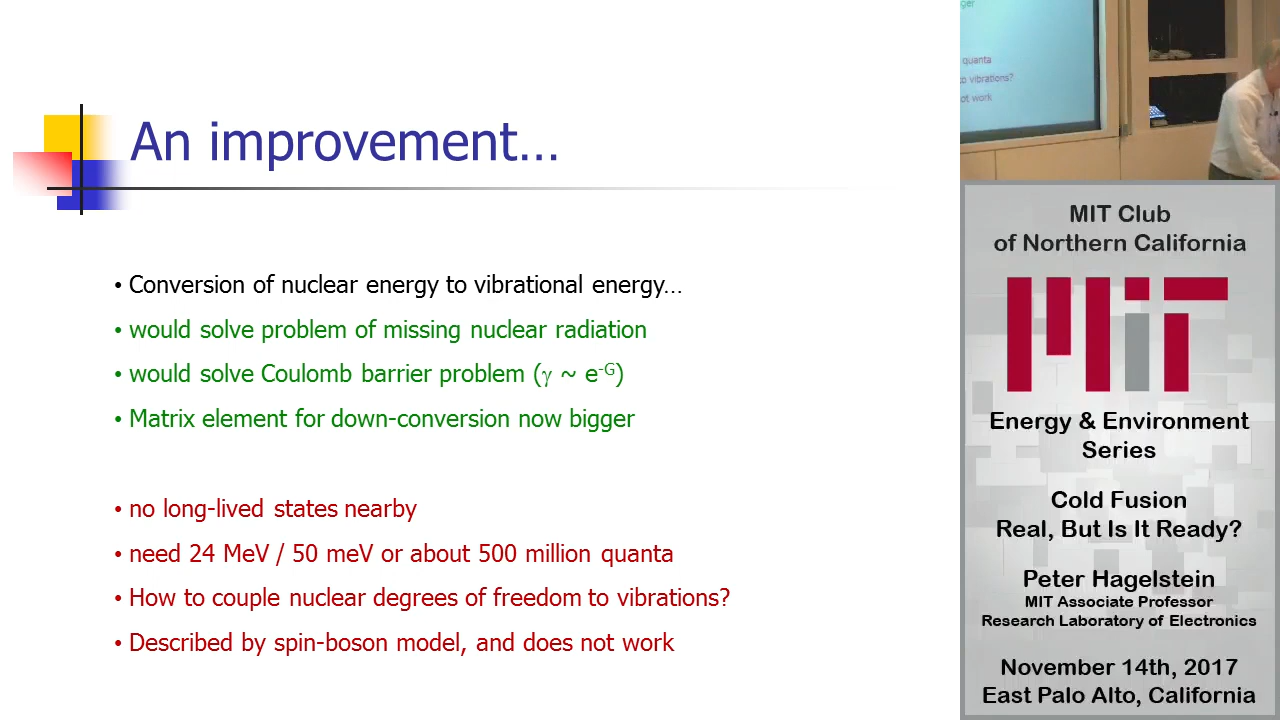 An improvement…
• Conversion of nuclear energy to vibrational energy…
• would solve problem of missing nuclear radiation
• would solve Coulomb barrier problem (γ ~ e^-G)
• Matrix element for down-conversion now bigger
• no long-lived states nearby
• need 24 MeV / 50 meV or about 500 million quanta
• How to couple nuclear degrees of freedom to vibrations?
• Described by spin-boson model, and does not work
quanta
to vibrations?
not work
MIT Club
of Northern California
MIT
Energy & Environment
Series
Cold Fusion
Real, But Is It Ready?
Peter Hagelstein
MIT Associate Professor
Research Laboratory of Electronics
November 14th, 2017
East Palo Alto, California